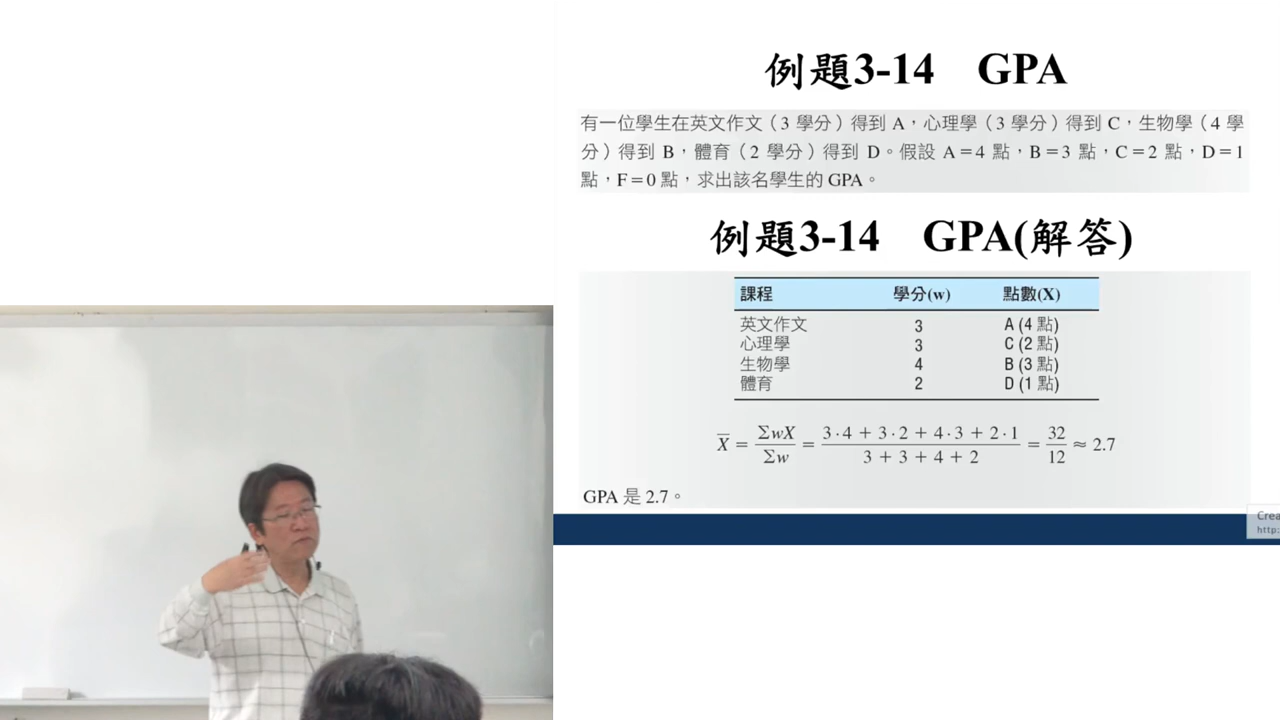 例題3-14 GPA
有一位學生在英文作文（3 學分）得到 A，心理學（3 學分）得到 C，生物學（4 學
分）得到 B，體育（2 學分）得到 D。假設 A＝4 點，B＝3 點，C＝2 點，D＝1
點，F＝0 點，求出該名學生的 GPA。
例題3-14 GPA(解答)
課程 學分(w) 點數(X)
英文作文 3 A (4 點)
心理學 3 C (2 點)
生物學 4 B (3 點)
體育 2 D (1 點)
X̅ = ΣwX/Σw = (3·4 + 3·2 + 4·3 + 2·1)/(3 + 3 + 4 + 2) = 32/12 ≈ 2.7
GPA 是 2.7。